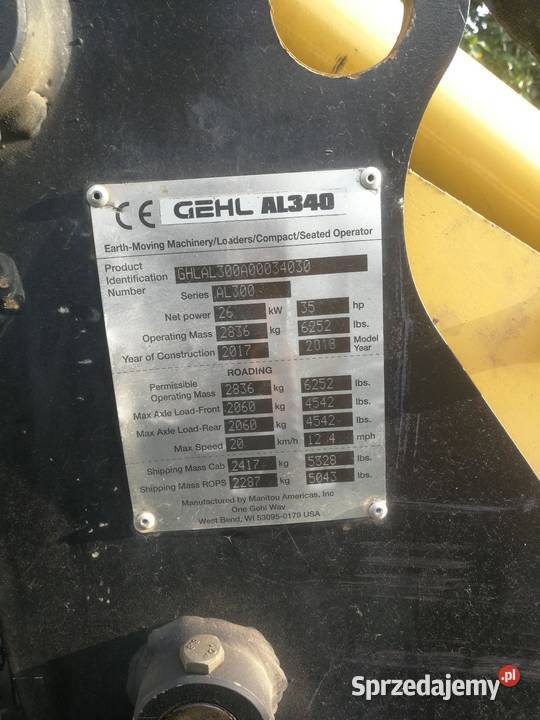 CE GEHL AL340
Earth-Moving Machinery/Loaders/Compact/Seated Operator
Product Identification Number GHLAL300A00034030
Series AL300
Net power 26 kW 35 hp
Operating Mass 2836 kg 6252 lbs.
Year of Construction 2017 2018 Model Year
ROADING
Permissible Operating Mass 2836 kg 6252 lbs.
Max Axle Load-Front 2060 kg 4542 lbs.
Max Axle Load-Rear 2060 kg 4542 lbs.
Max Speed 20 km/h 12.4 mph
Shipping Mass Cab 2417 kg 5328 lbs.
Shipping Mass ROPS 2287 kg 5043 lbs.
Manufactured by Manitou Americas, Inc
One Gehl Way
West Bend, WI 53095-0179 USA
Sprzedajemy.pl